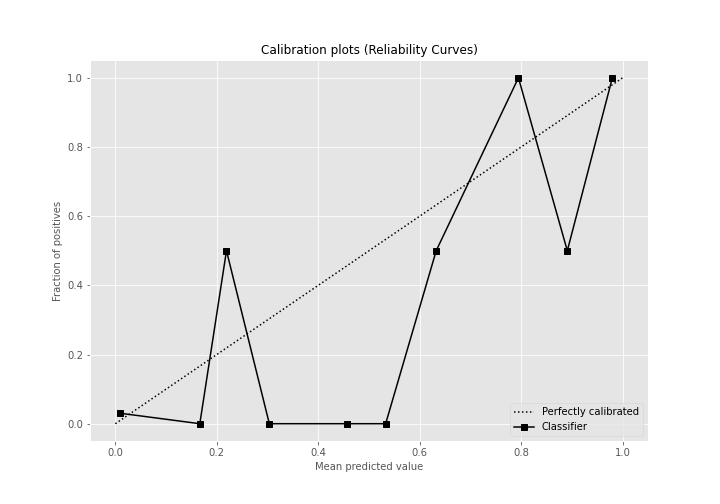 Calibration plots (Reliability Curves)
1.0
0.8
0.6
0.4
0.2
0.0
Fraction of positives
0.0 0.2 0.4 0.6 0.8 1.0
Mean predicted value
Perfectly calibrated
Classifier